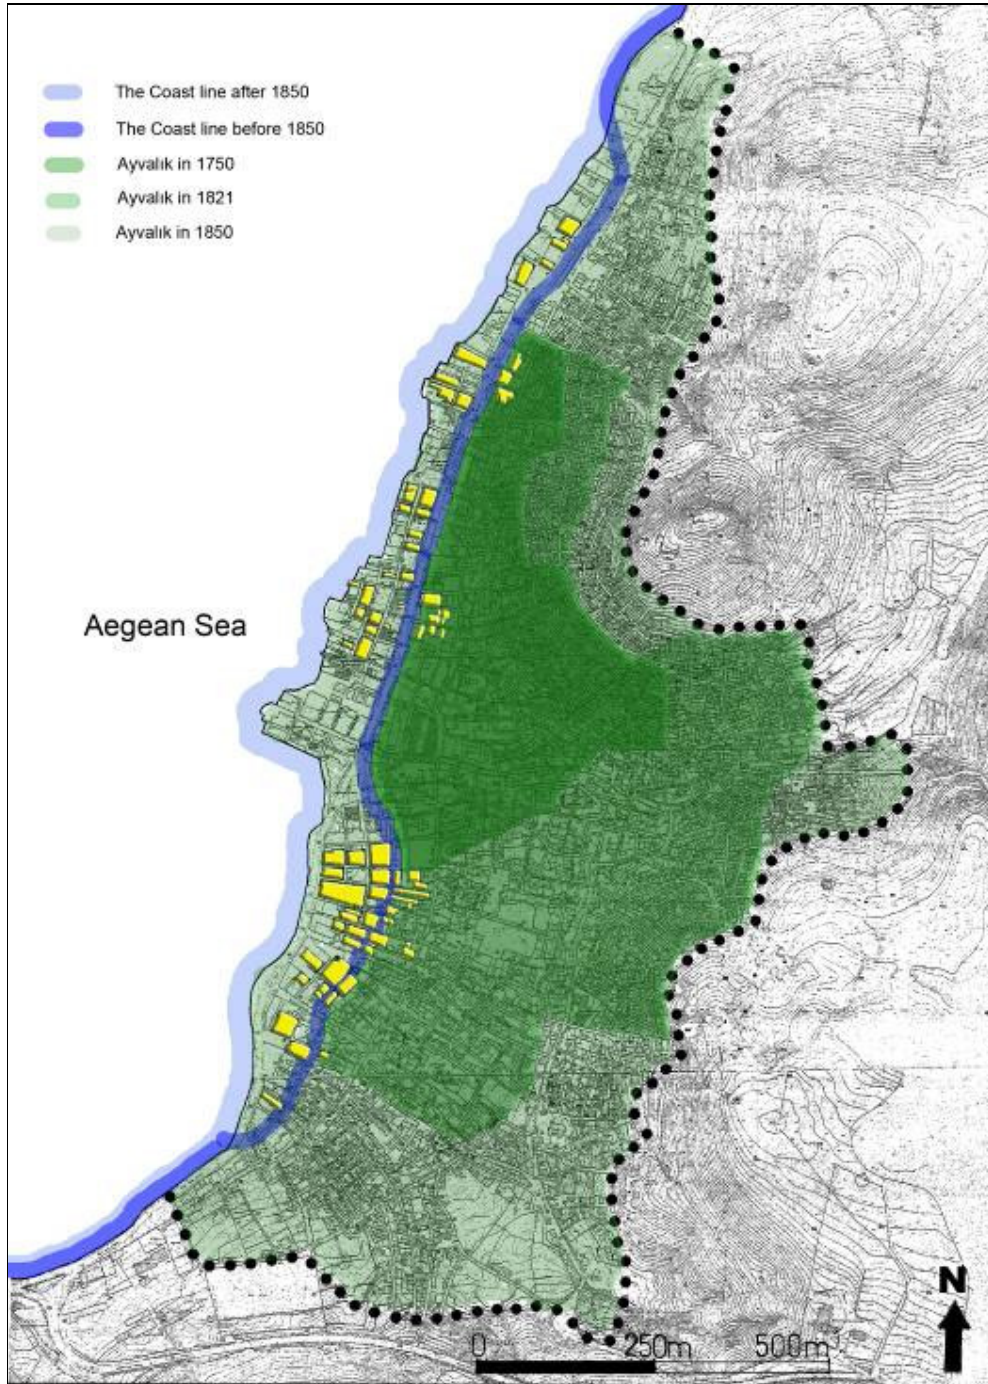 The Coast line after 1850
The Coast line before 1850
Ayvalık in 1750
Ayvalık in 1821
Ayvalık in 1850
Aegean Sea
N
0 250m 500m